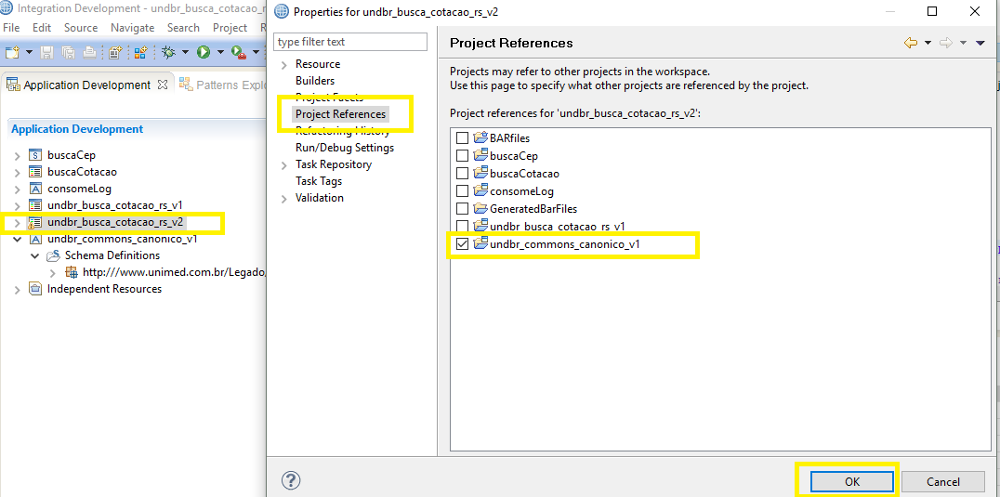 Integration Development - undbr_busca_cotacao_rs
File Edit Source Navigate Search Project
Application Development
Patterns Explo
Application Development
buscaCep
buscaCotacao
consomeLog
undbr_busca_cotacao_rs_v1
undbr_busca_cotacao_rs_v2
undbr_commons_canonico_v1
Schema Definitions
http:///www.unimed.com.br/Legado/
Independent Resources
Properties for undbr_busca_cotacao_rs_v2
type filter text
Resource
Builders
Project Facets
Project References
Refactoring History
Run/Debug Settings
Task Repository
Task Tags
Validation
Project References
Projects may refer to other projects in the workspace.
Use this page to specify what other projects are referenced by the project.
Project references for 'undbr_busca_cotacao_rs_v2':
BARfiles
buscaCep
buscaCotacao
consomeLog
GeneratedBarFiles
undbr_busca_cotacao_rs_v1
undbr_commons_canonico_v1
OK
Cancel